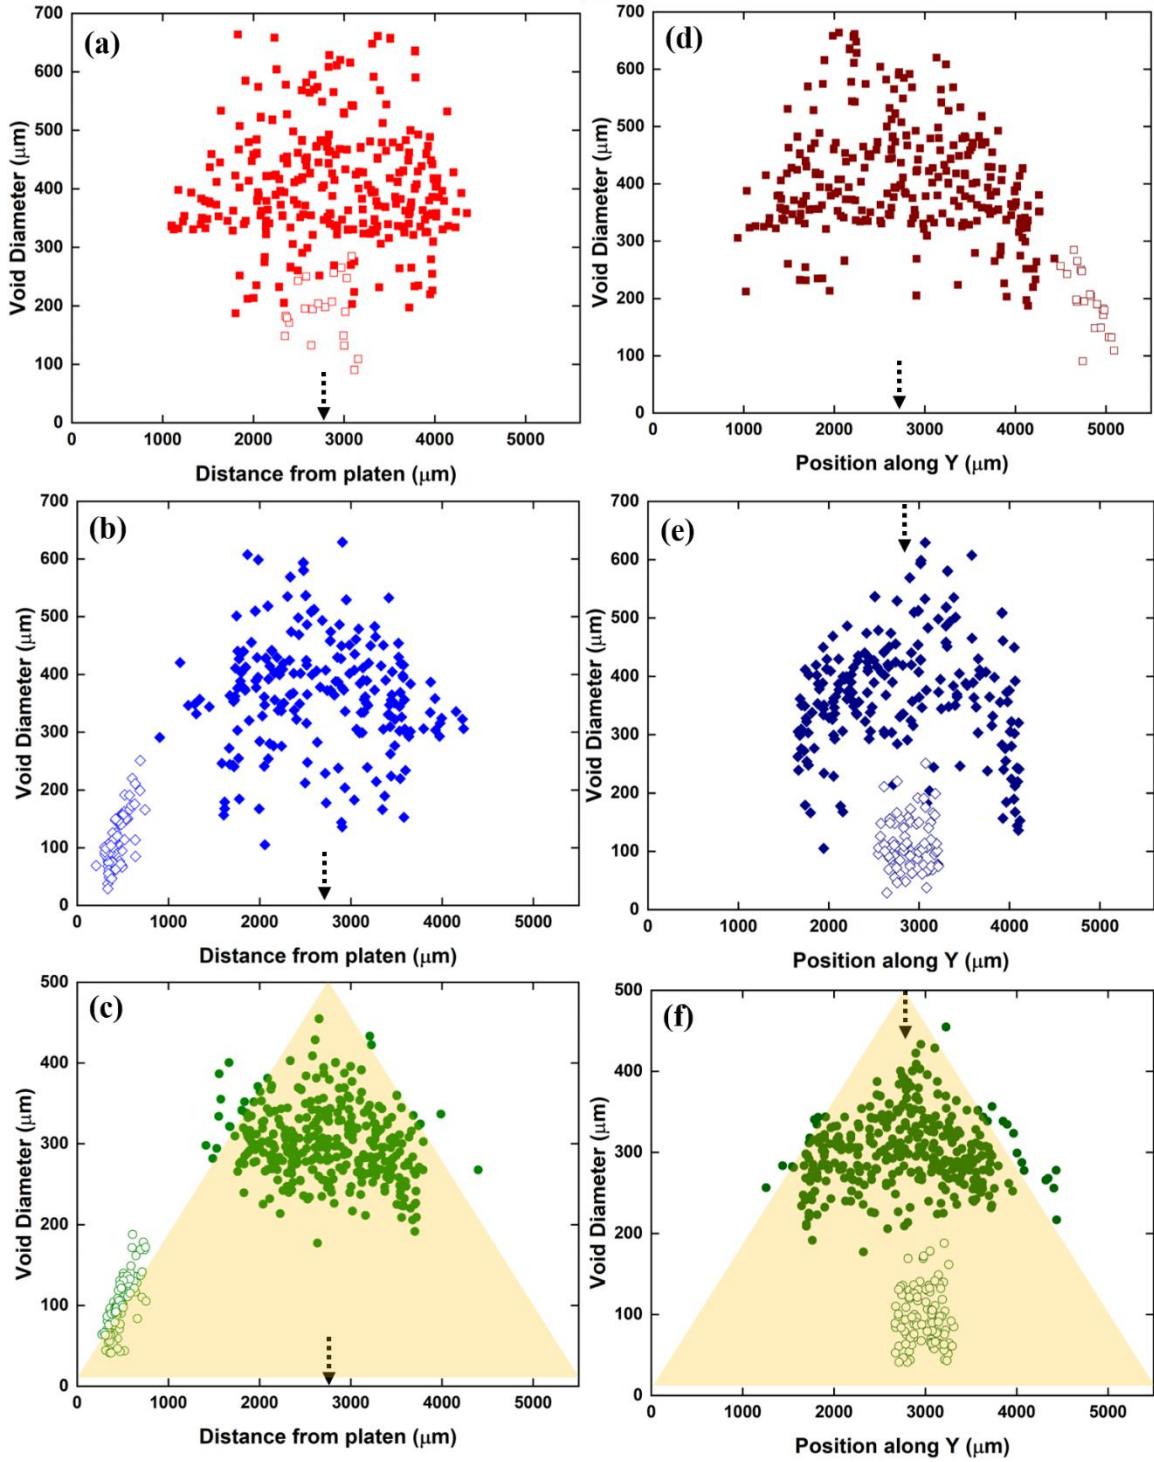 (a)
700
600
500
400
300
200
100
0
Void Diameter (μm)
0 1000 2000 3000 4000 5000
Distance from platen (μm)
(d)
700
600
500
400
300
200
100
0
Void Diameter (μm)
0 1000 2000 3000 4000 5000
Position along Y (μm)
(b)
700
600
500
400
300
200
100
0
Void Diameter (μm)
0 1000 2000 3000 4000 5000
Distance from platen (μm)
(e)
700
600
500
400
300
200
100
0
Void Diameter (μm)
0 1000 2000 3000 4000 5000
Position along Y (μm)
(c)
500
400
300
200
100
0
Void Diameter (μm)
0 1000 2000 3000 4000 5000
Distance from platen (μm)
(f)
500
400
300
200
100
0
Void Diameter (μm)
0 1000 2000 3000 4000 5000
Position along Y (μm)